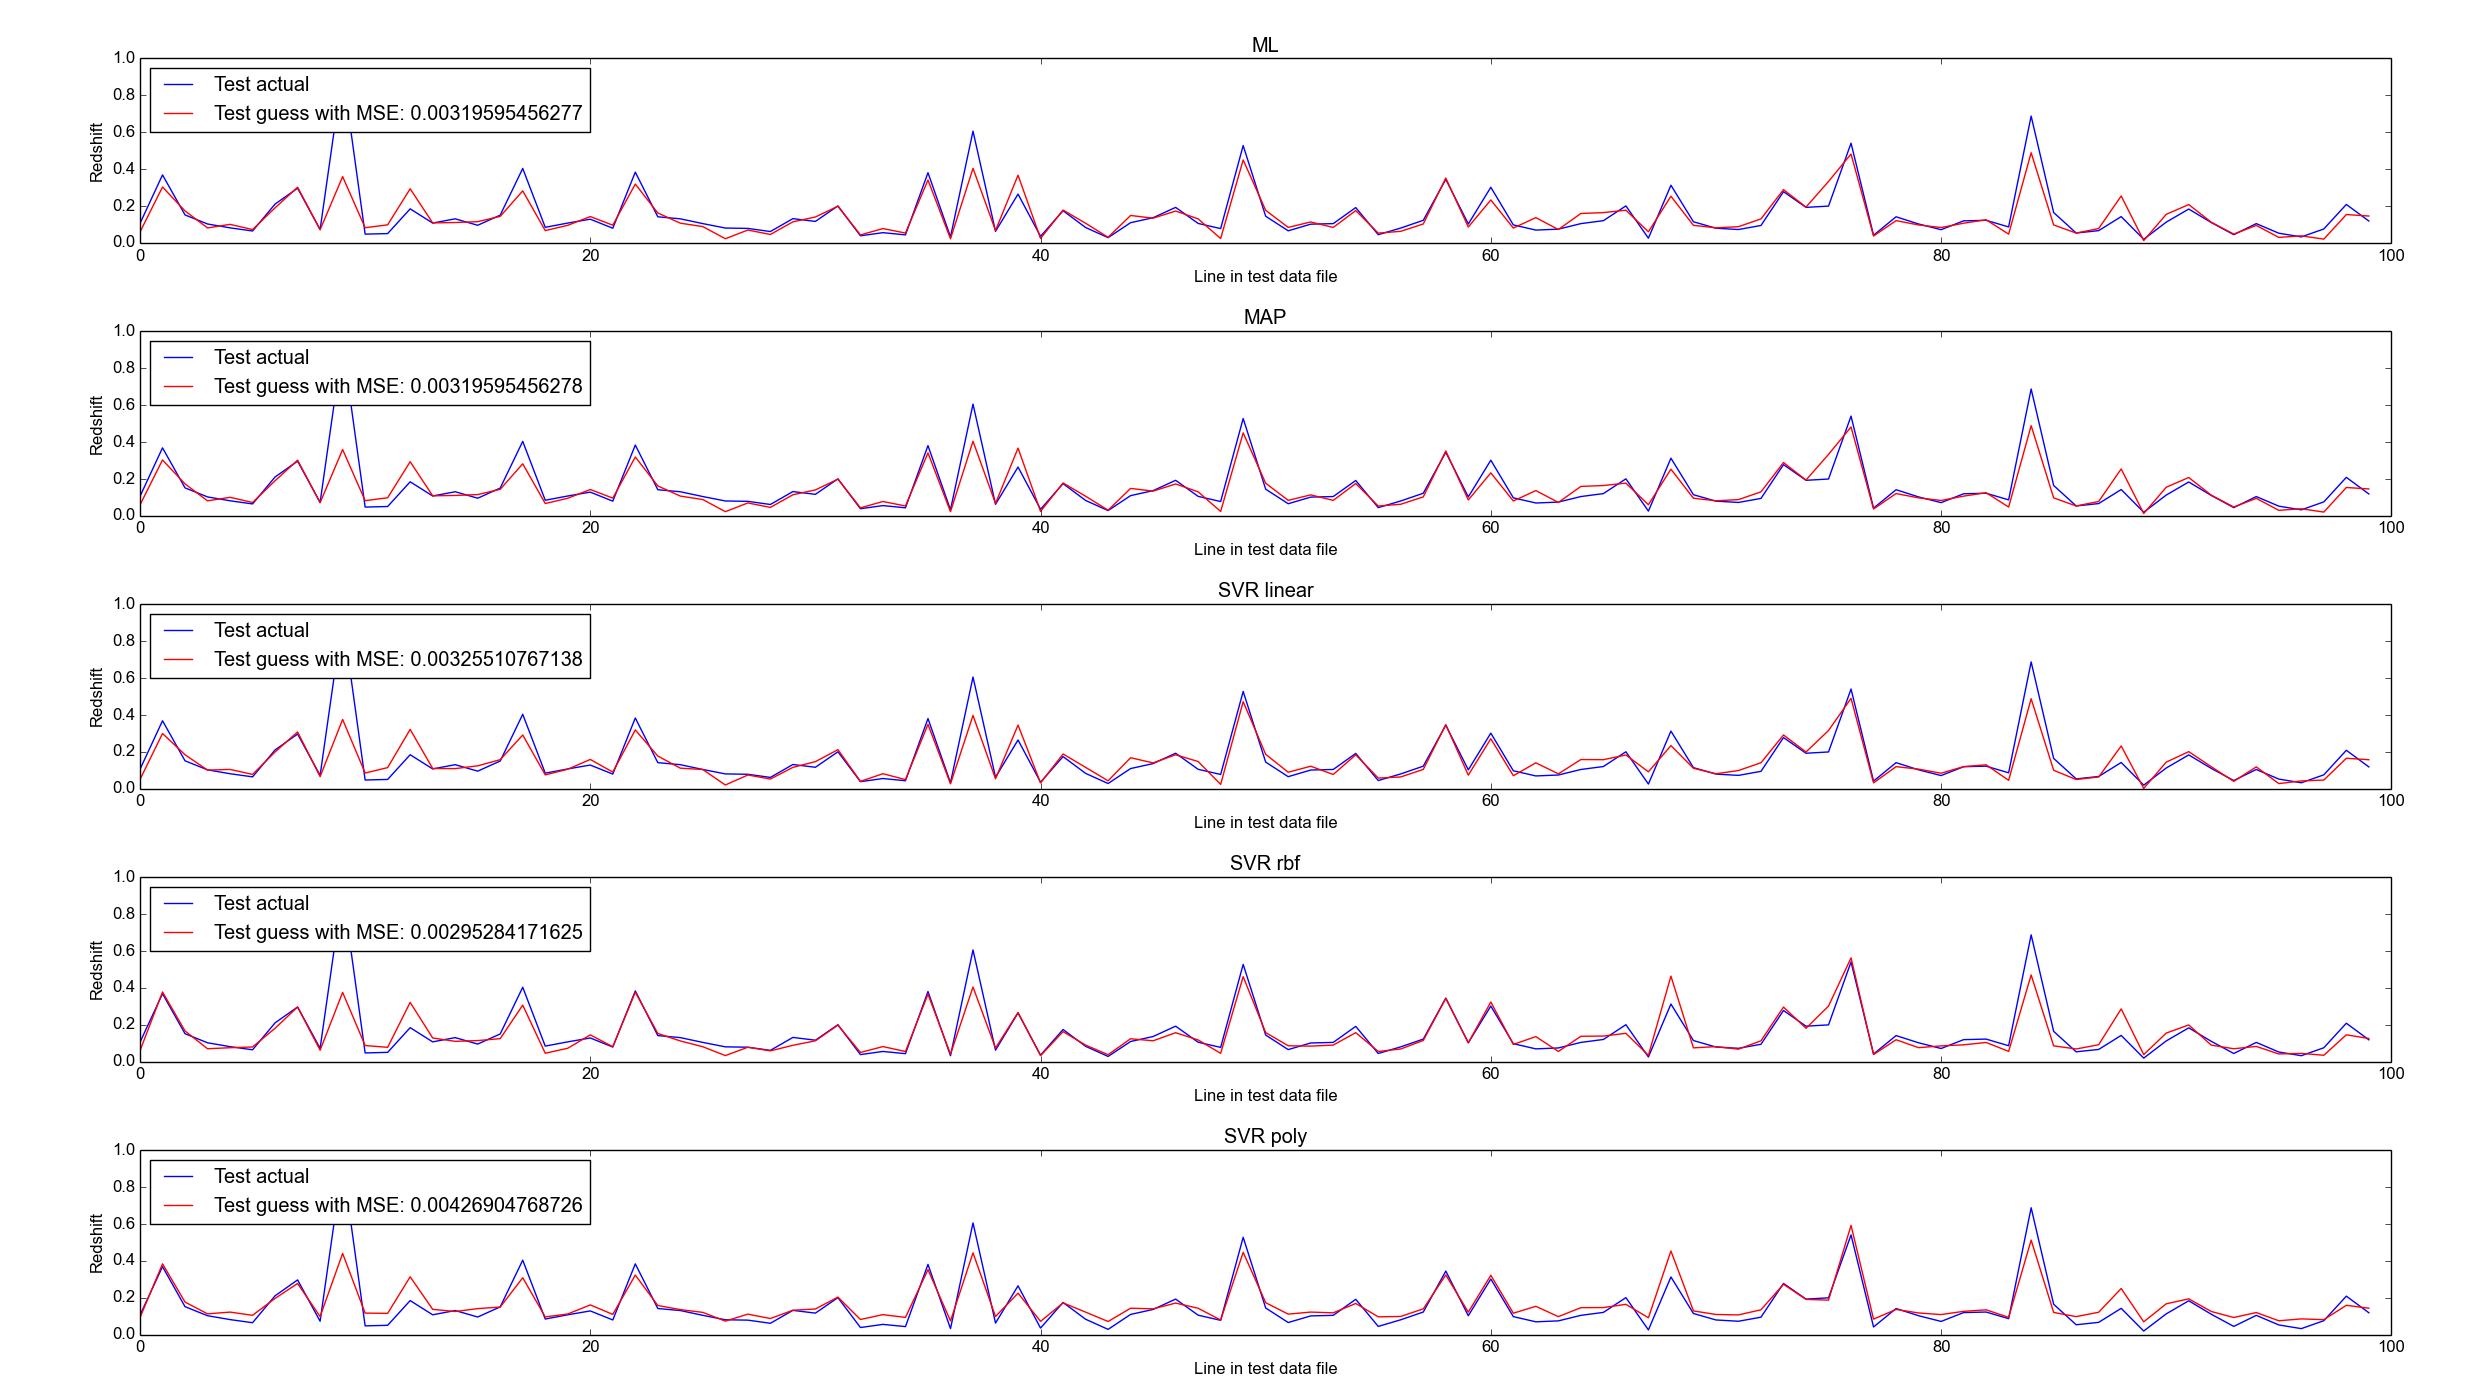 ML
1.0
0.8
0.6
0.4
0.2
0.0
Redshift
Test actual
Test guess with MSE: 0.00319595456277
0 20 40 60 80 100
Line in test data file
MAP
1.0
0.8
0.6
0.4
0.2
0.0
Redshift
Test actual
Test guess with MSE: 0.00319595456278
0 20 40 60 80 100
Line in test data file
SVR linear
1.0
0.8
0.6
0.4
0.2
0.0
Redshift
Test actual
Test guess with MSE: 0.00325510767138
0 20 40 60 80 100
Line in test data file
SVR rbf
1.0
0.8
0.6
0.4
0.2
0.0
Redshift
Test actual
Test guess with MSE: 0.00295284171625
0 20 40 60 80 100
Line in test data file
SVR poly
1.0
0.8
0.6
0.4
0.2
0.0
Redshift
Test actual
Test guess with MSE: 0.00426904768726
0 20 40 60 80 100
Line in test data file